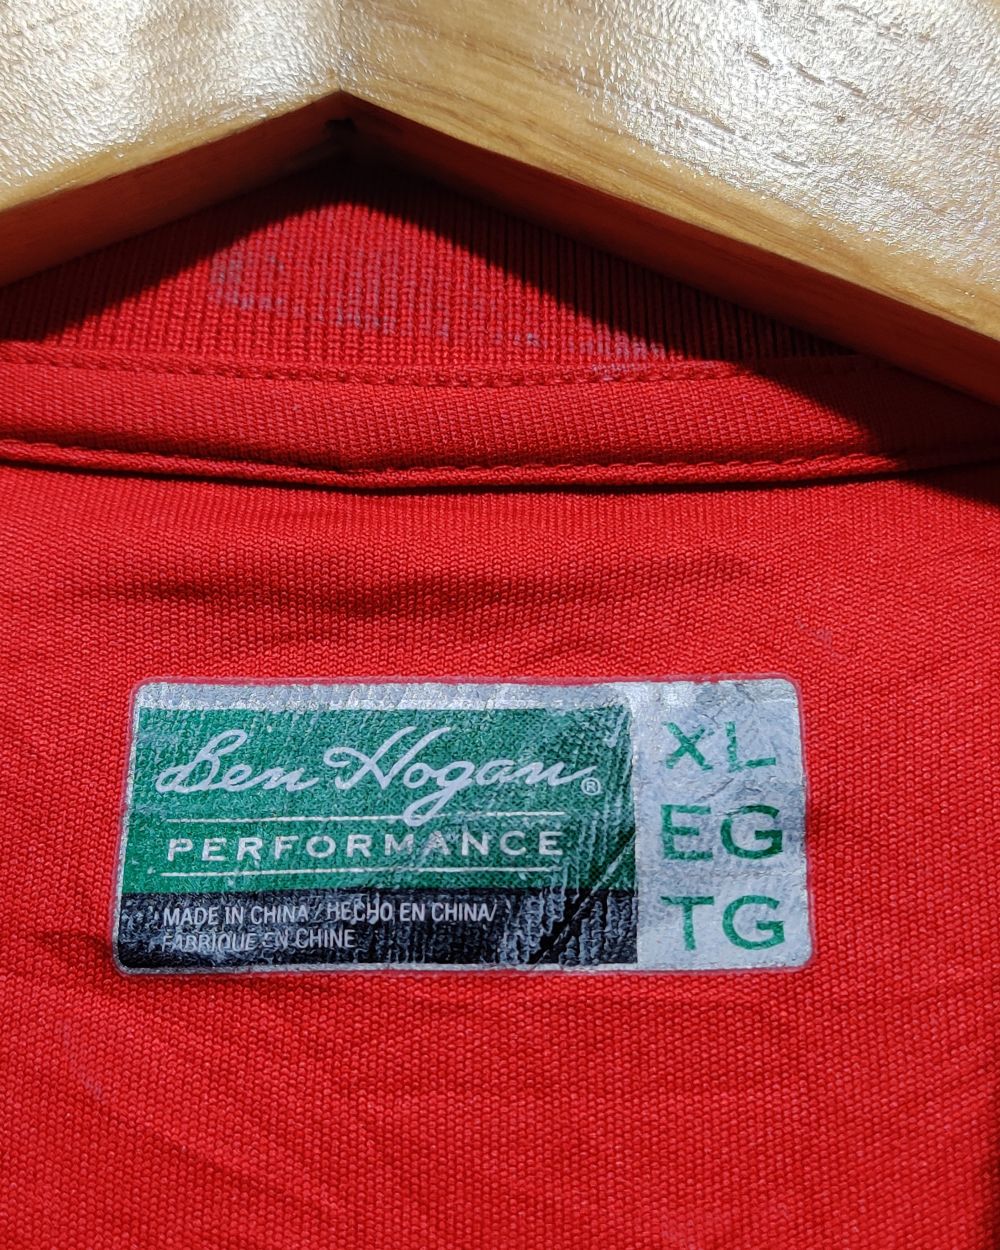 Ben Hogan®
PERFORMANCE
MADE IN CHINA / HECHO EN CHINA/
FABRIQUE EN CHINE
XL
EG
TG